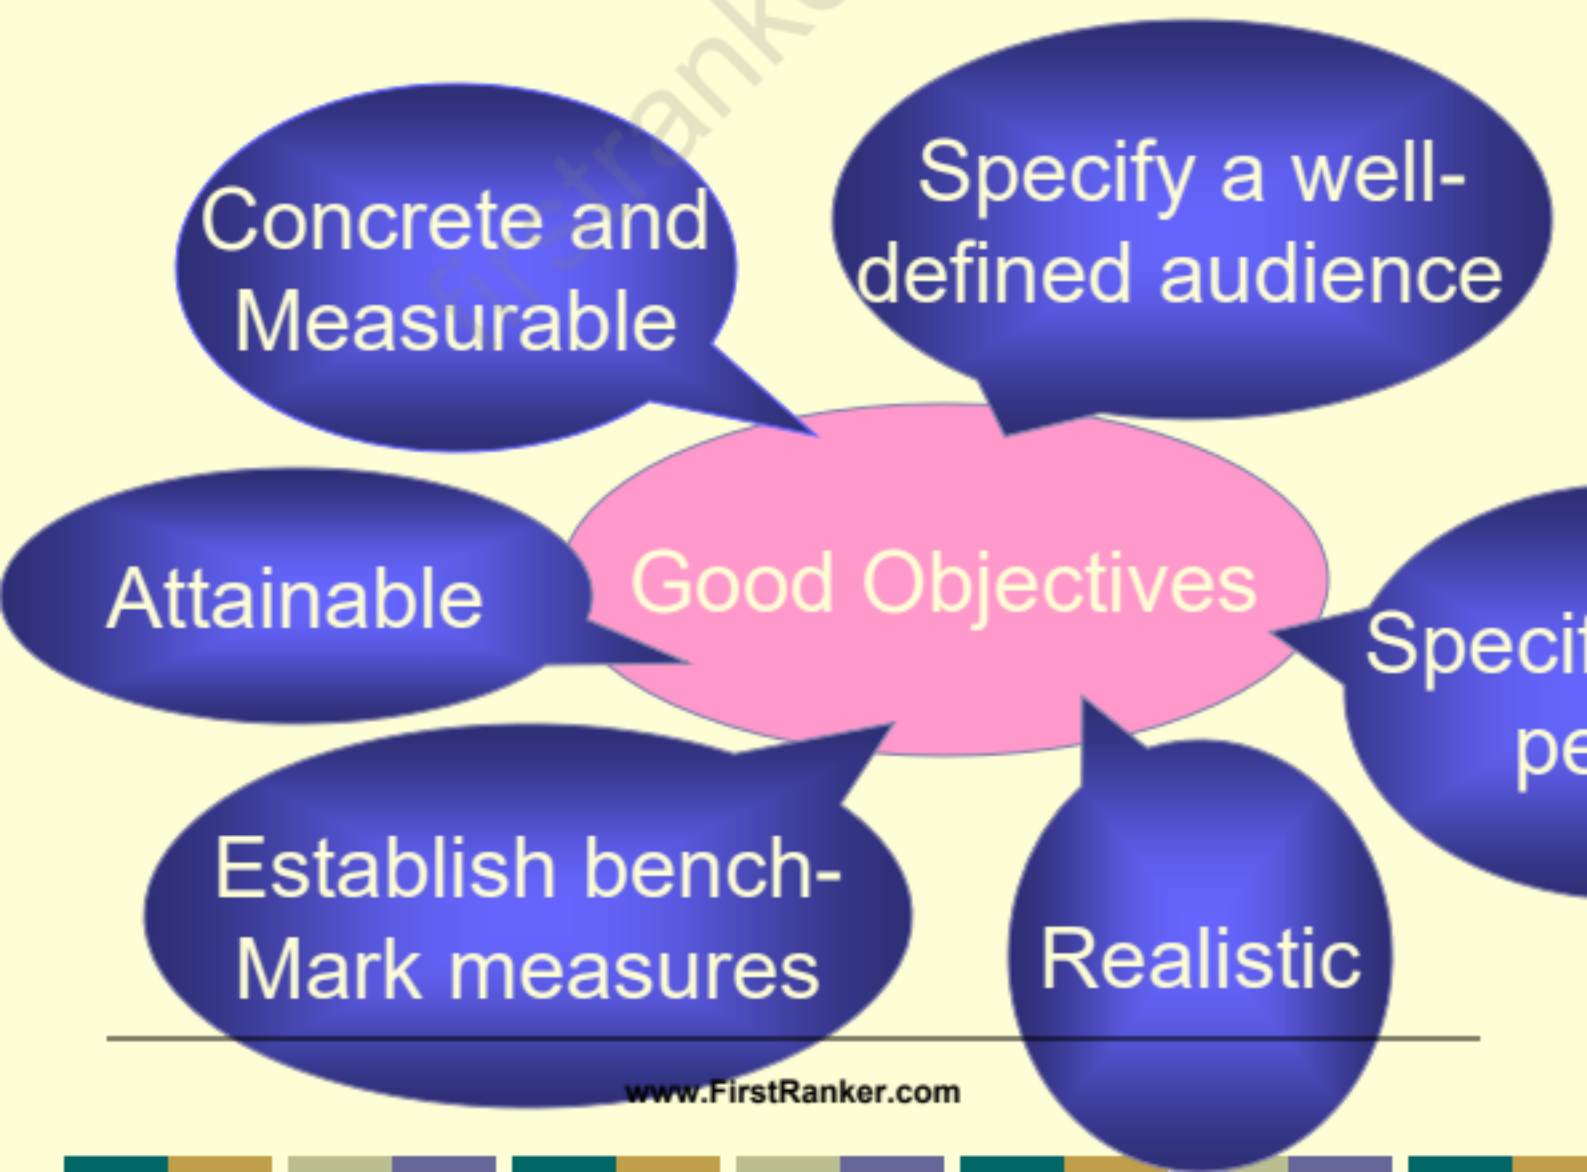 Concrete and
Measurable
Specify a well-
defined audience
Attainable
Good Objectives
Establish bench-
Mark measures
Realistic
www.FirstRanker.com